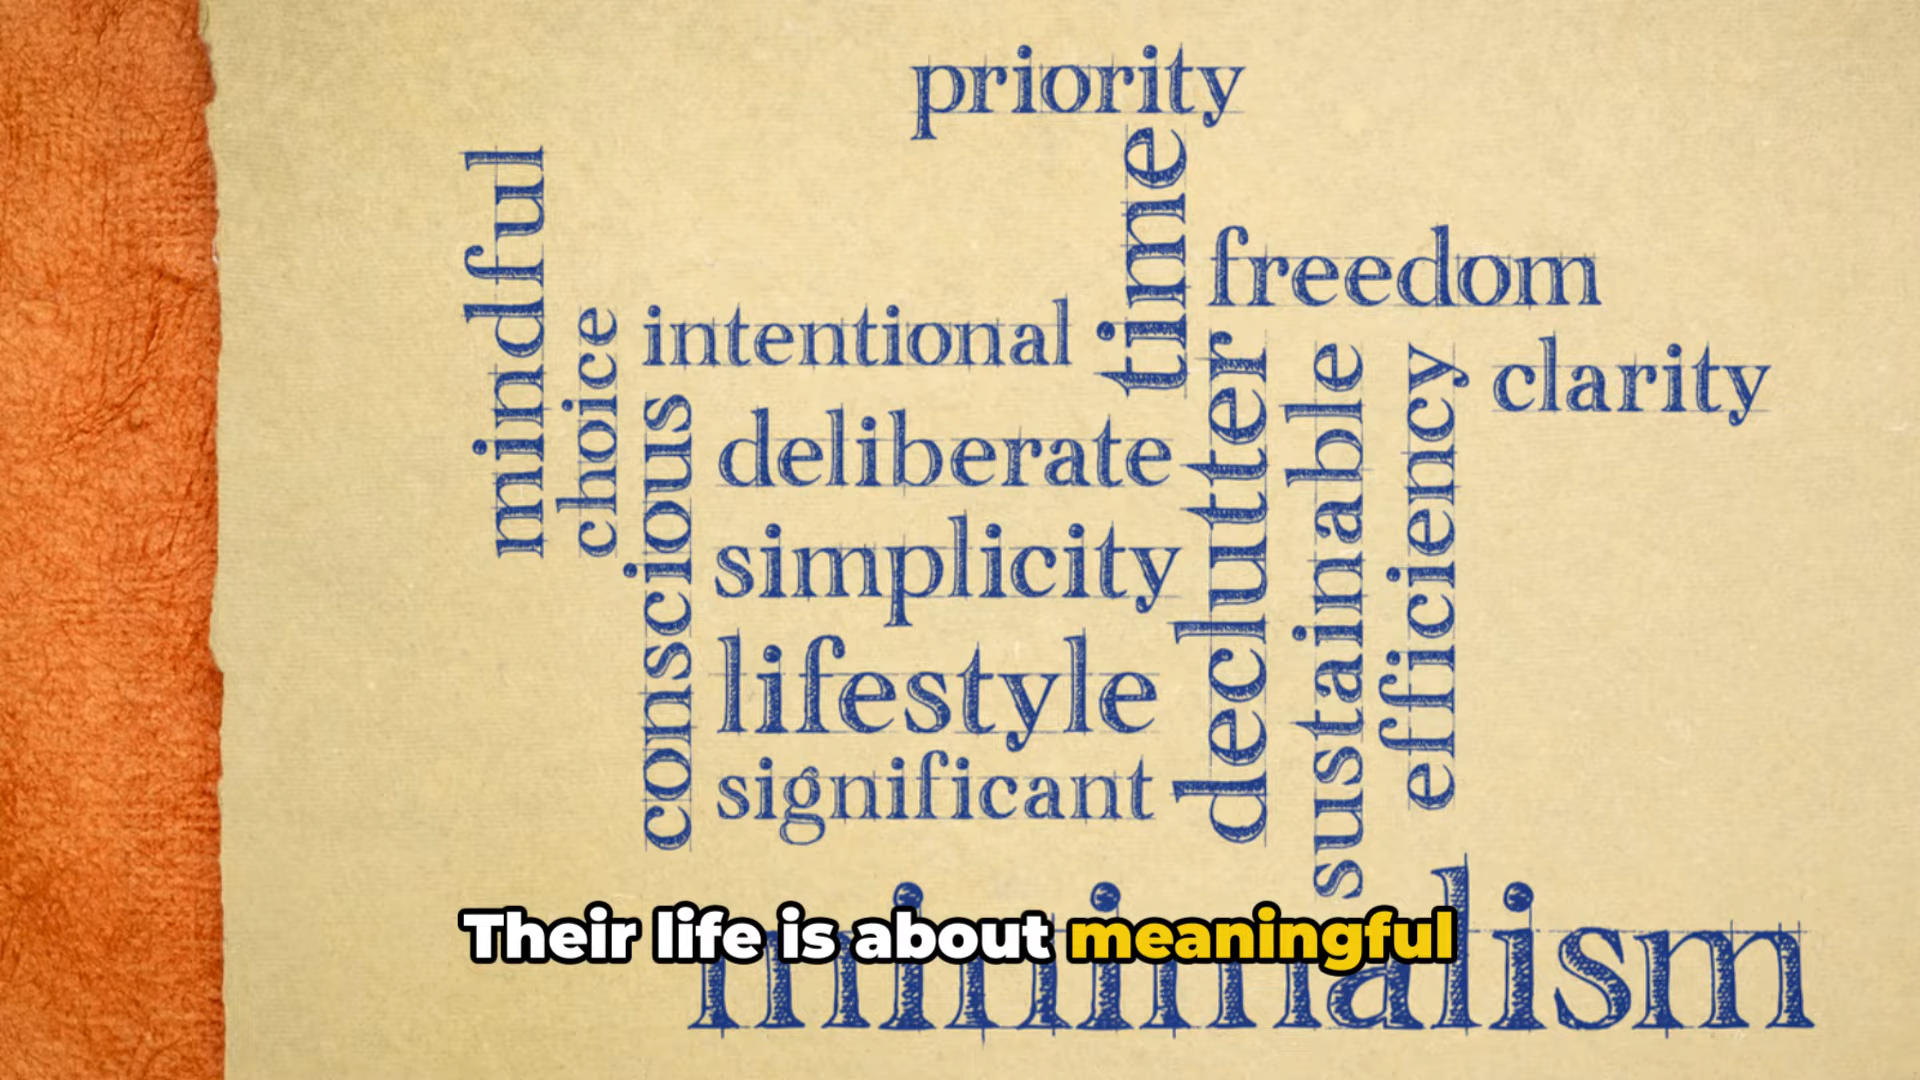 priority
mindful
time
freedom
choice
intentional
clarity
conscious
deliberate
declutter
sustainable
efficiency
simplicity
lifestyle
significant
minimalism
Their life is about meaningful